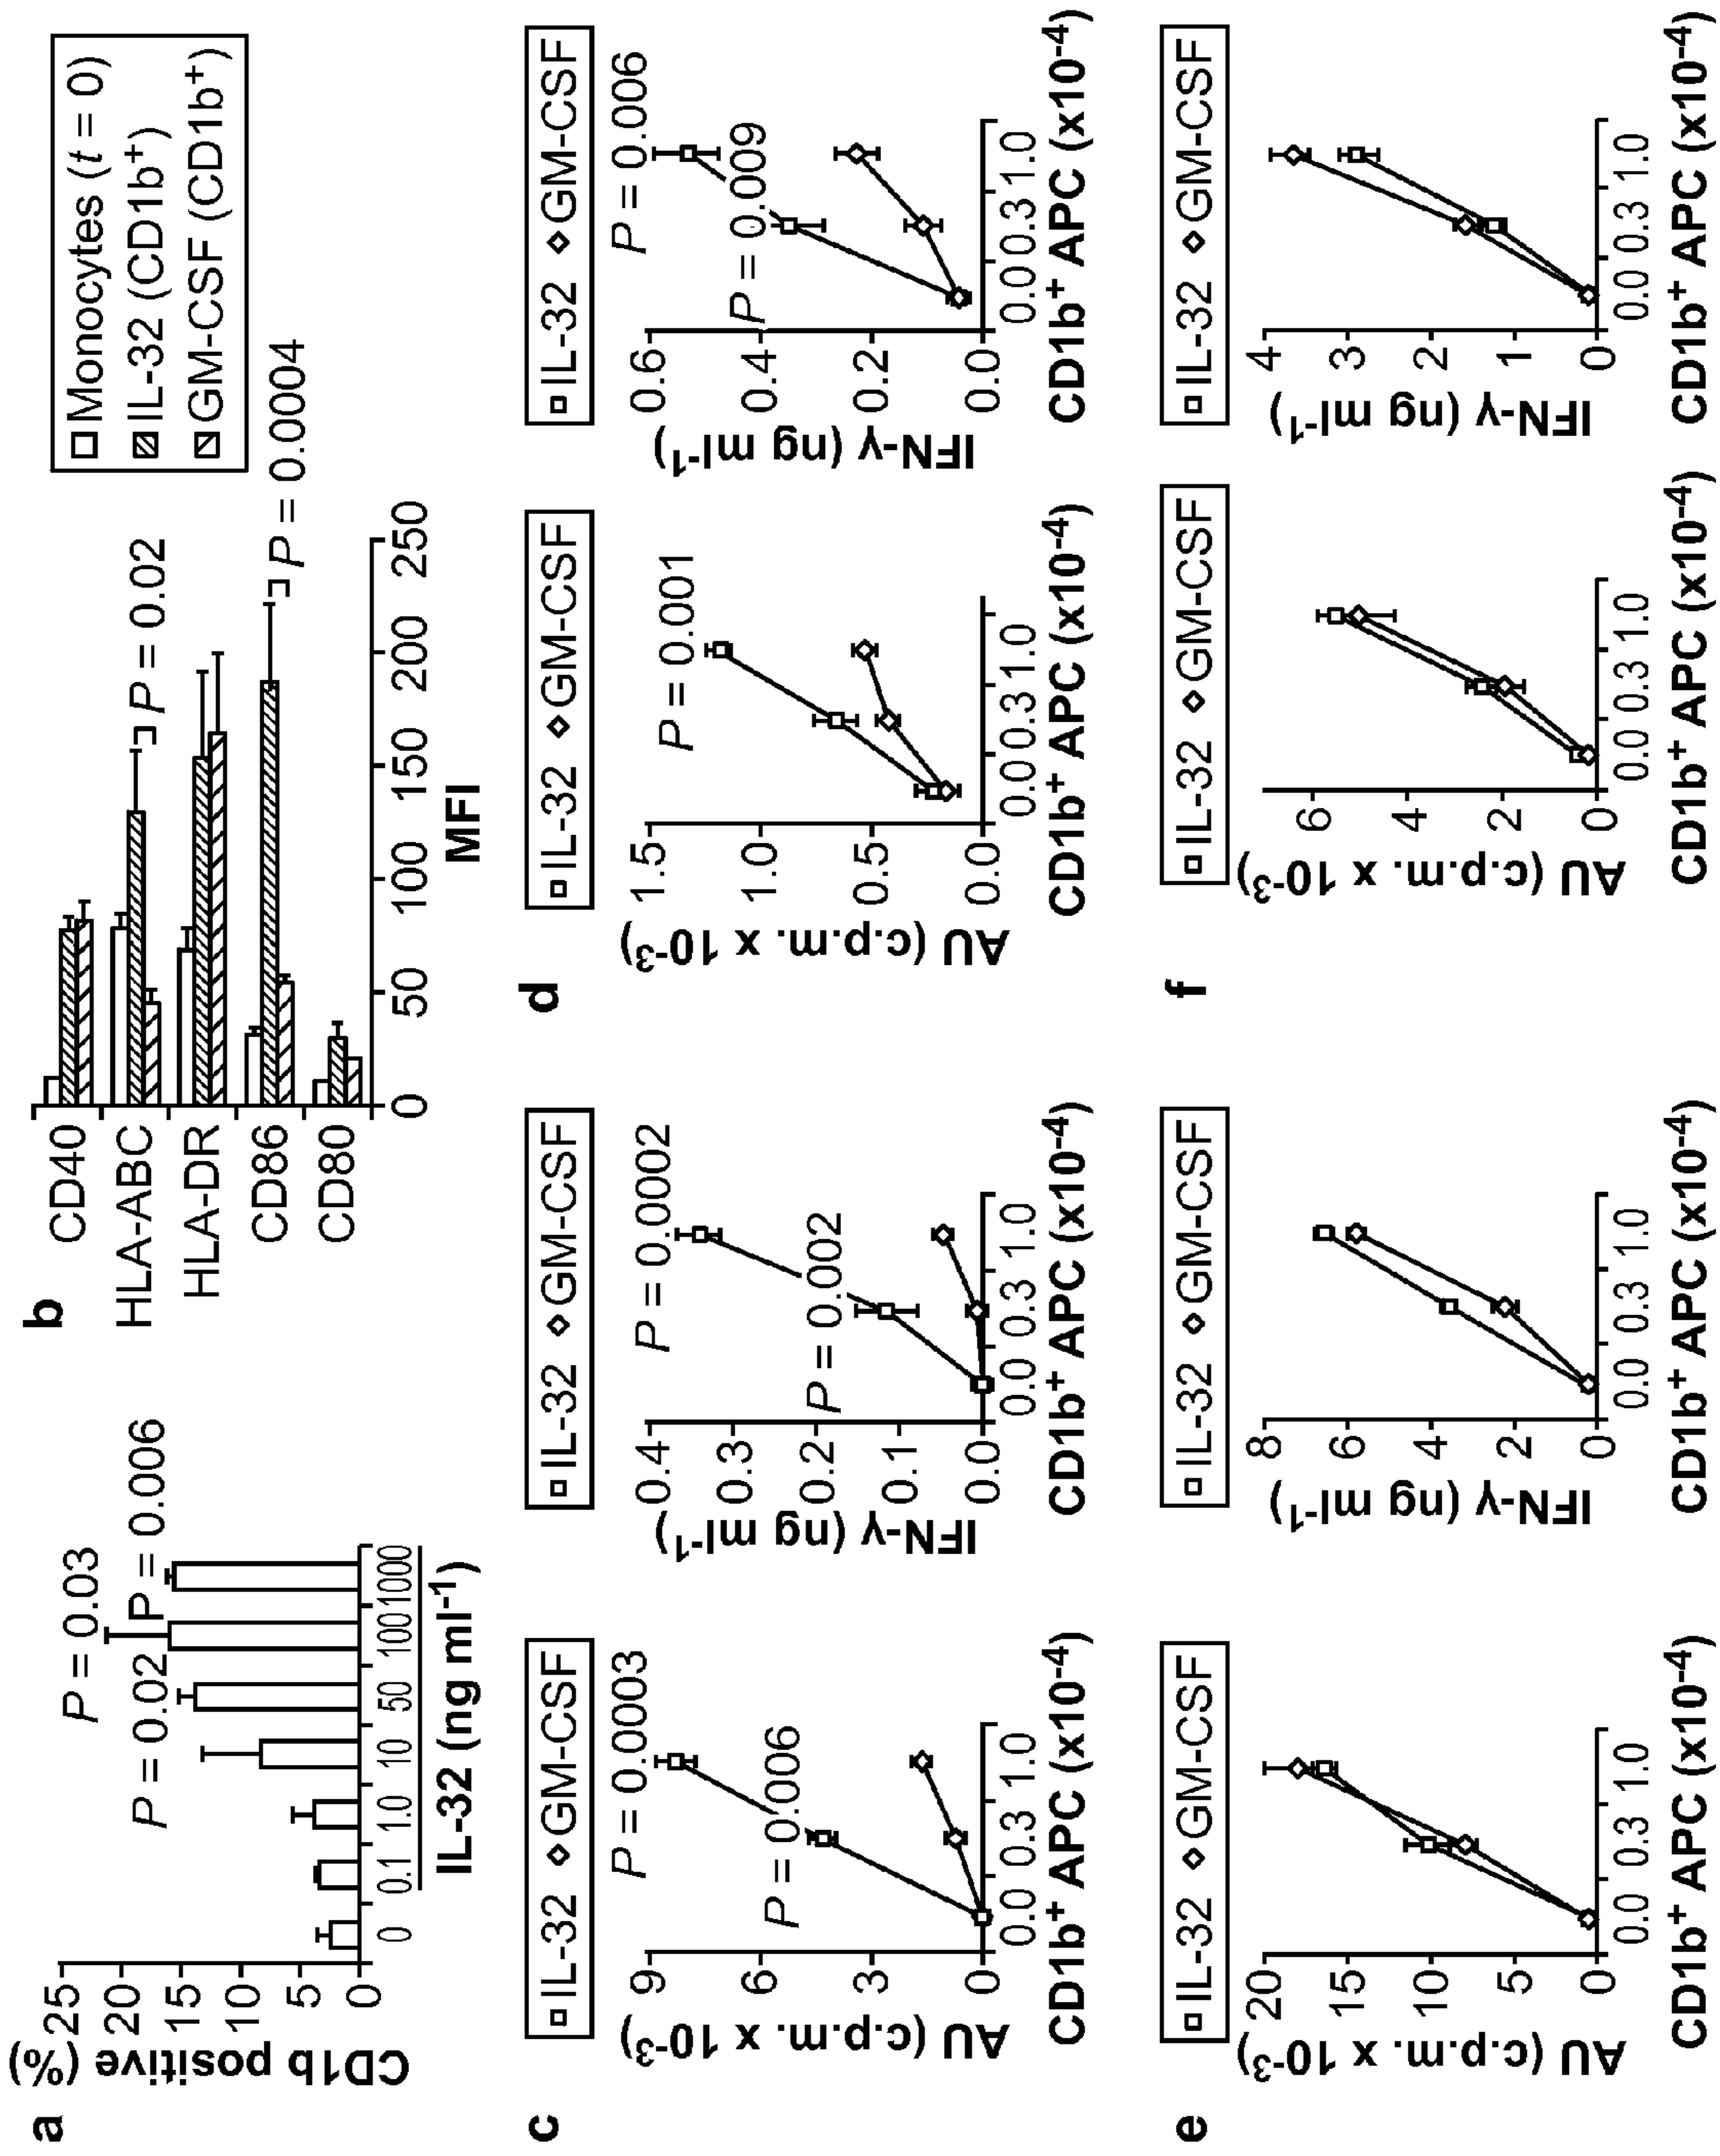 a
CD1b positive (%)
25
20
15
10
5
0
P = 0.03
P = 0.02
P = 0.006
0 0.1 1.0 10 50 100 1000
IL-32 (ng ml-1)
b
Monocytes (t = 0)
IL-32 (CD1b+)
GM-CSF (CD1b+)
CD40
HLA-ABC
HLA-DR
CD86
CD80
P = 0.02
P = 0.0004
0 50 100 150 200 250
MFI
c
IL-32 GM-CSF
AU (c.p.m. x 10-3)
9
6
3
0
P = 0.0003
P = 0.006
0.0 0.3 1.0
CD1b+ APC (x10-4)
IL-32 GM-CSF
IFN-γ (ng ml-1)
0.4
0.3
0.2
0.1
0.0
P = 0.0002
P = 0.002
0.0 0.3 1.0
CD1b+ APC (x10-4)
d
IL-32 GM-CSF
AU (c.p.m. x 10-3)
1.5
1.0
0.5
0.0
P = 0.001
0.0 0.3 1.0
CD1b+ APC (x10-4)
IL-32 GM-CSF
IFN-γ (ng ml-1)
0.6
0.4
0.2
0.0
P = 0.006
P = 0.009
0.0 0.3 1.0
CD1b+ APC (x10-4)
e
IL-32 GM-CSF
AU (c.p.m. x 10-3)
20
15
10
5
0
0.0 0.3 1.0
CD1b+ APC (x10-4)
IL-32 GM-CSF
IFN-γ (ng ml-1)
8
6
4
2
0
0.0 0.3 1.0
CD1b+ APC (x10-4)
f
IL-32 GM-CSF
AU (c.p.m. x 10-3)
6
4
2
0
0.0 0.3 1.0
CD1b+ APC (x10-4)
IL-32 GM-CSF
IFN-γ (ng ml-1)
4
3
2
1
0
0.0 0.3 1.0
CD1b+ APC (x10-4)